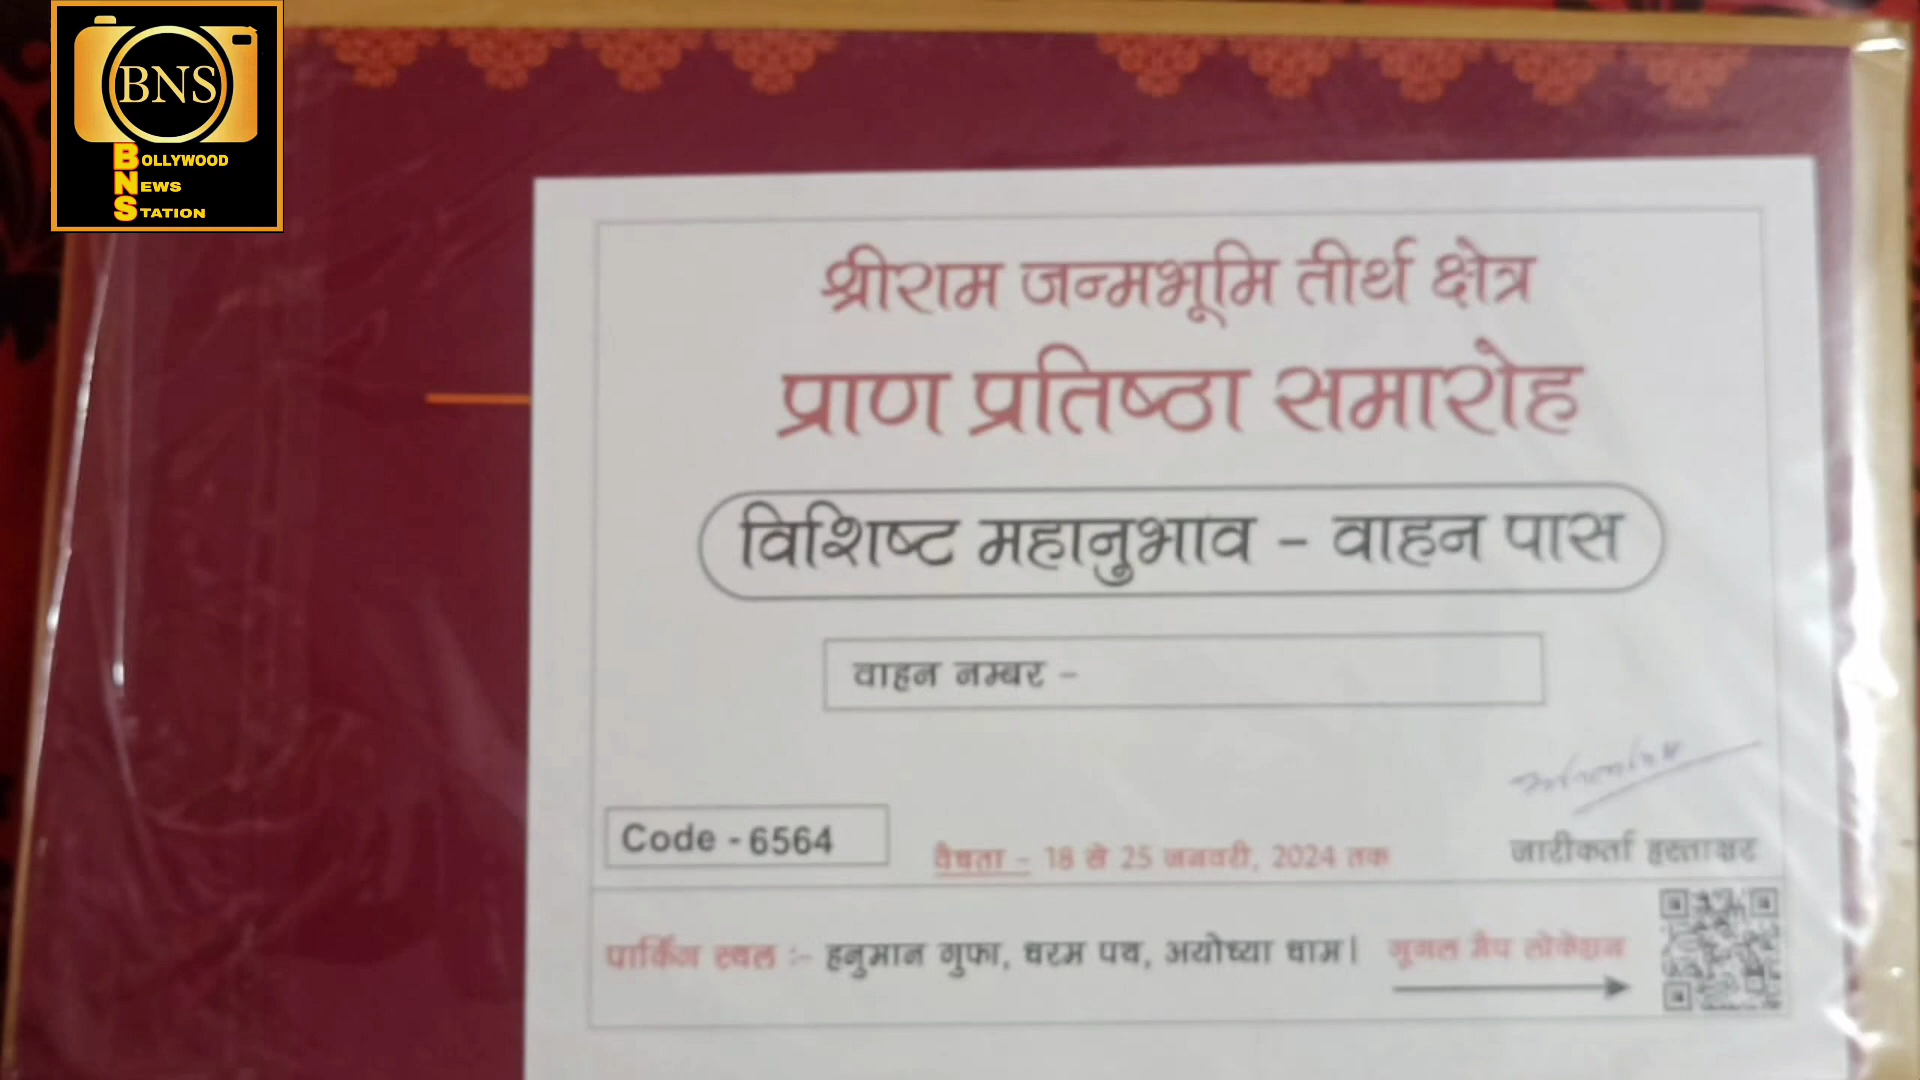 BNS
BOLLYWOOD
NEWS
STATION
श्रीराम जन्मभूमि तीर्थ क्षेत्र
प्राण प्रतिष्ठा समारोह
विशिष्ट महानुभाव - वाहन पास
वाहन नम्बर -
Code - 6564
वैधता - 18 से 25 जनवरी, 2024 तक
जारीकर्ता हस्ताक्षर
पार्किंग स्थल :- हनुमान गुफा, धरम पथ, अयोध्या धाम। गूगल मैप लोकेशन